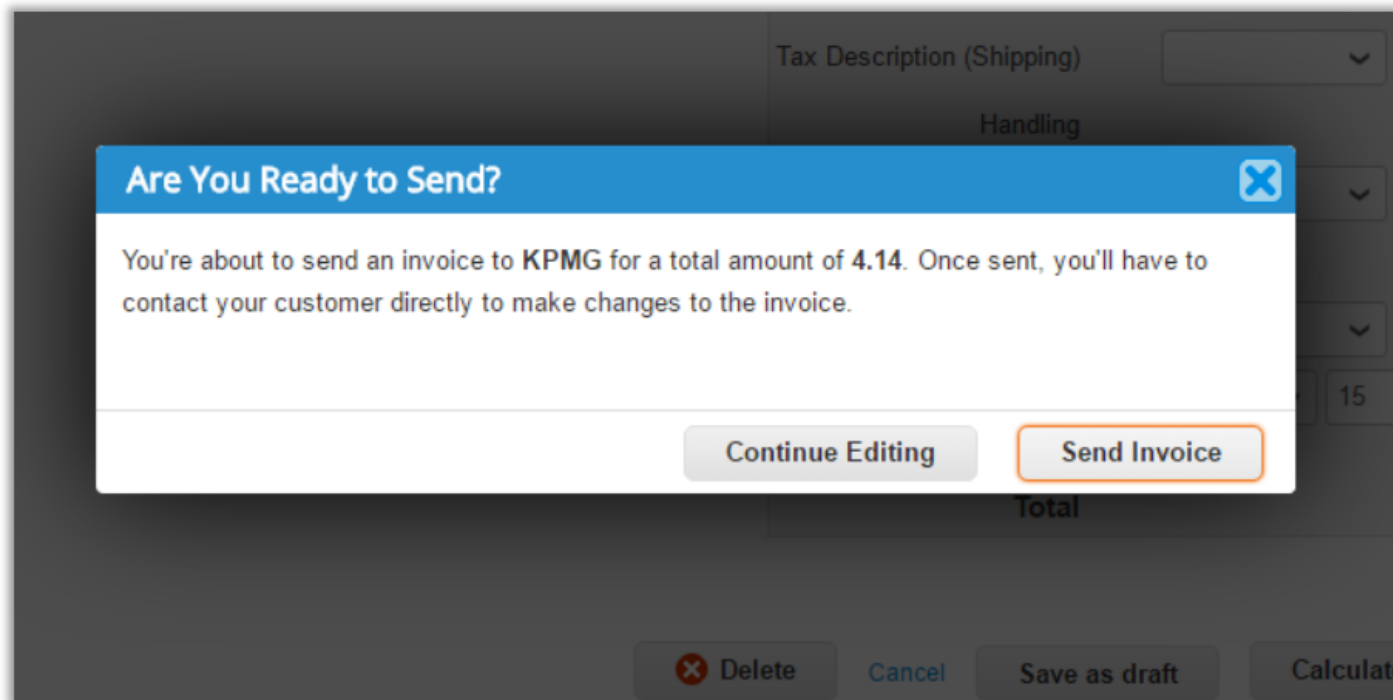 Tax Description (Shipping)
Handling
Are You Ready to Send?
You're about to send an invoice to KPMG for a total amount of 4.14. Once sent, you'll have to
contact your customer directly to make changes to the invoice.
15
Continue Editing
Send Invoice
Total
Delete
Cancel
Save as draft